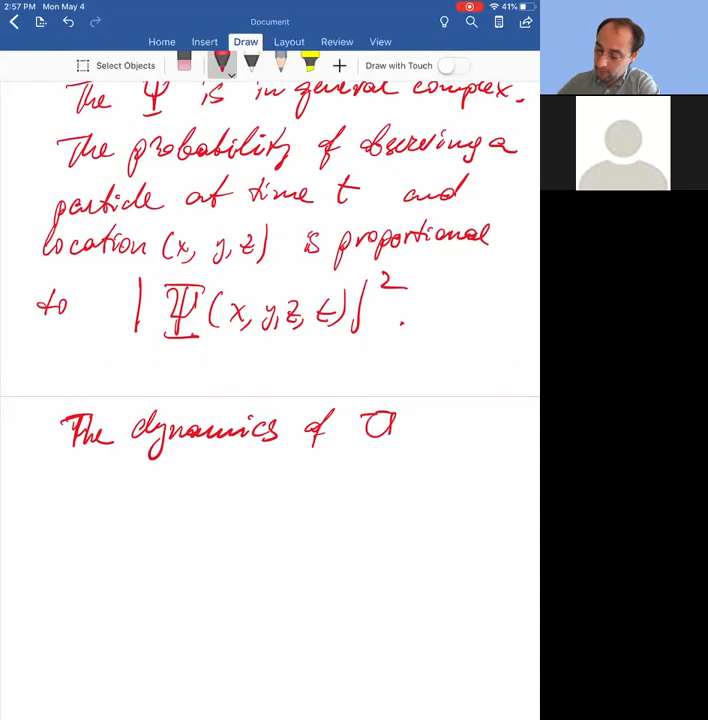 2:57 PM Mon May 4
41%
Document
Home Insert Draw Layout Review View
Select Objects
Draw with Touch
The Ψ is in general complex.
The probability of observing a
particle at time t and
location (x, y, z) is proportional
to |Ψ(x, y, z, t)|².
The dynamics of